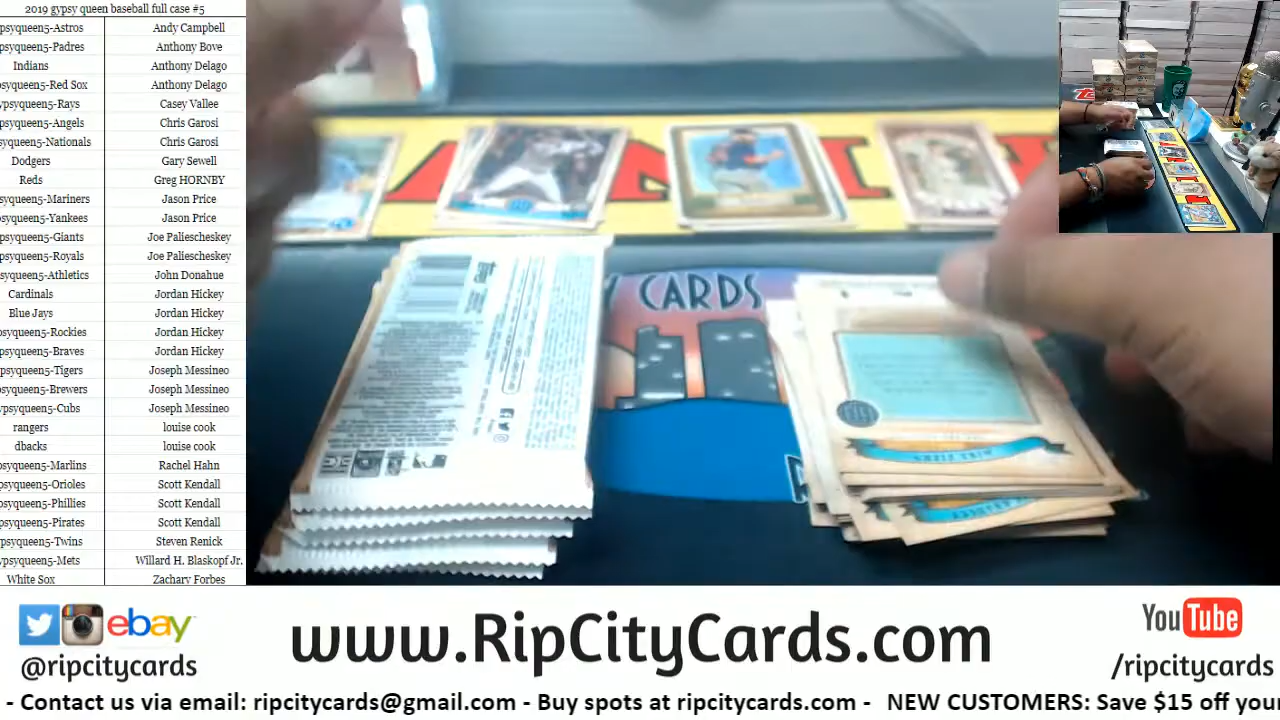 2019 gypsy queen baseball full case #5
psyqueen5-Astros Andy Campbell
psyqueen5-Padres Anthony Bove
Indians Anthony Delago
psyqueen5-Red Sox Anthony Delago
ypsyqueen5-Rays Casey Vallee
psyqueen5-Angels Chris Garosi
syqueen5-Nationals Chris Garosi
Dodgers Gary Sewell
Reds Greg HORNBY
psyqueen5-Mariners Jason Price
psyqueen5-Yankees Jason Price
psyqueen5-Giants Joe Paliescheskey
psyqueen5-Royals Joe Paliescheskey
syqueen5-Athletics John Donahue
Cardinals Jordan Hickey
Blue Jays Jordan Hickey
psyqueen5-Rockies Jordan Hickey
psyqueen5-Braves Jordan Hickey
psyqueen5-Tigers Joseph Messineo
psyqueen5-Brewers Joseph Messineo
ypsyqueen5-Cubs Joseph Messineo
rangers louise cook
dbacks louise cook
psyqueen5-Marlins Rachel Hahn
psyqueen5-Orioles Scott Kendall
psyqueen5-Phillies Scott Kendall
psyqueen5-Pirates Scott Kendall
psyqueen5-Twins Steven Renick
ypsyqueen5-Mets Willard H. Blaskopf Jr.
White Sox Zachary Forbes
Y CARDS
ebay
@ripcitycards
www.RipCityCards.com
YouTube
/ripcitycards
- Contact us via email: ripcitycards@gmail.com - Buy spots at ripcitycards.com - NEW CUSTOMERS: Save $15 off your